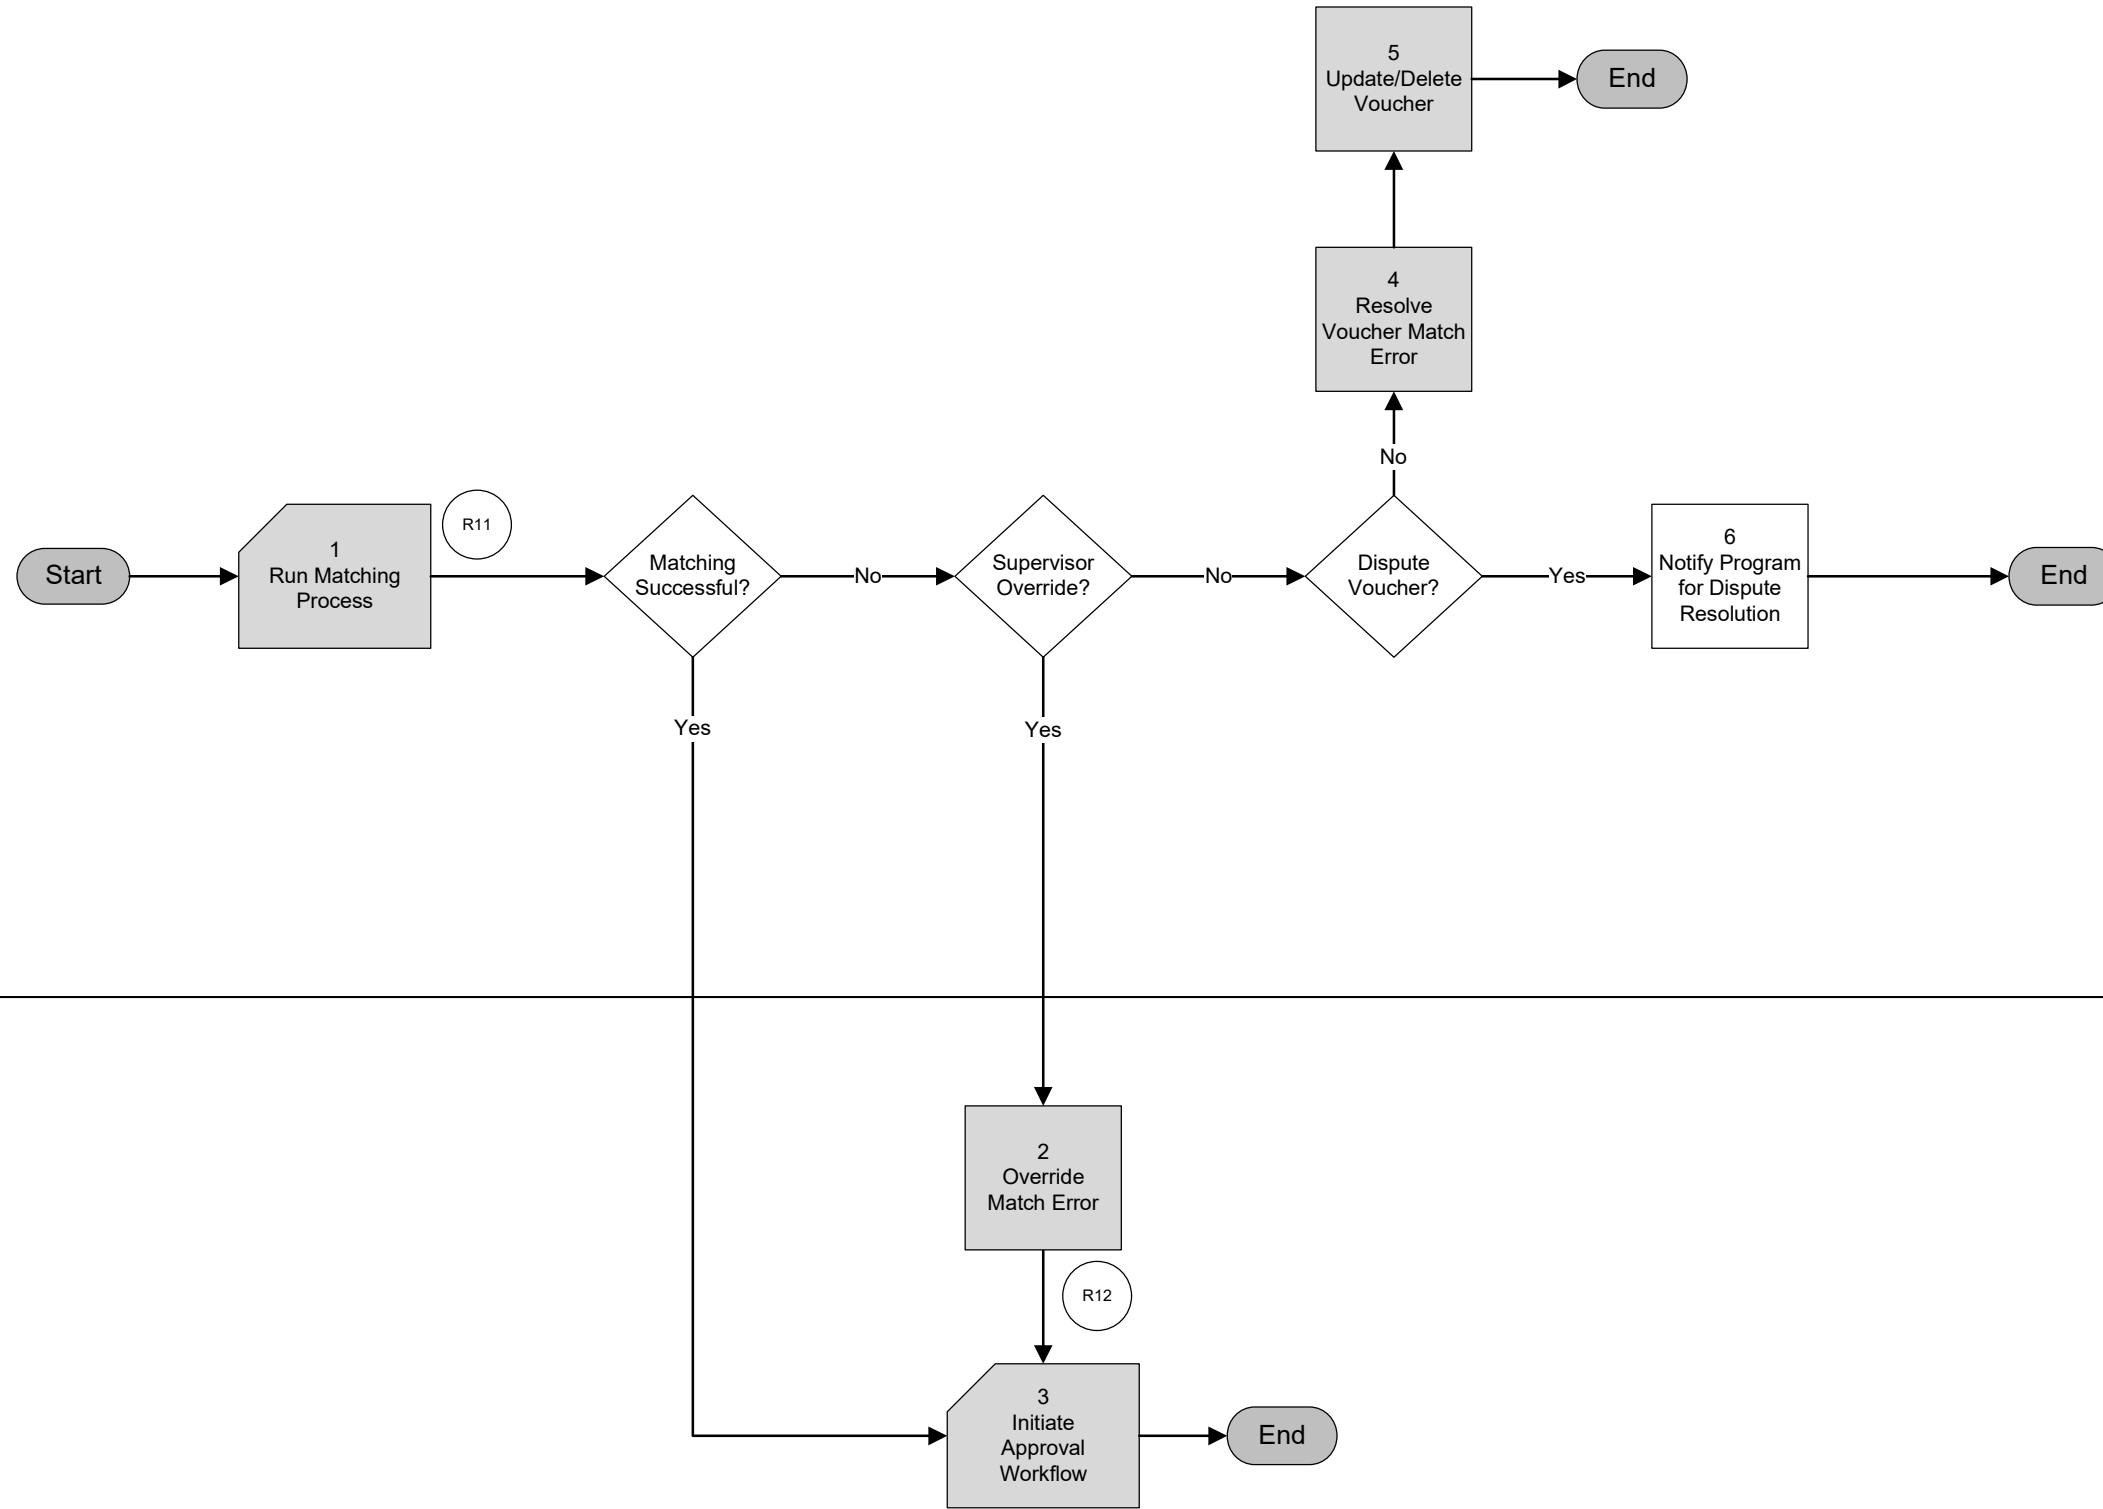 5
Update/Delete
Voucher
End
4
Resolve
Voucher Match
Error
No
Start
1
Run Matching
Process
R11
Matching
Successful?
No
Supervisor
Override?
No
Dispute
Voucher?
Yes
6
Notify Program
for Dispute
Resolution
End
Yes
Yes
2
Override
Match Error
R12
3
Initiate
Approval
Workflow
End